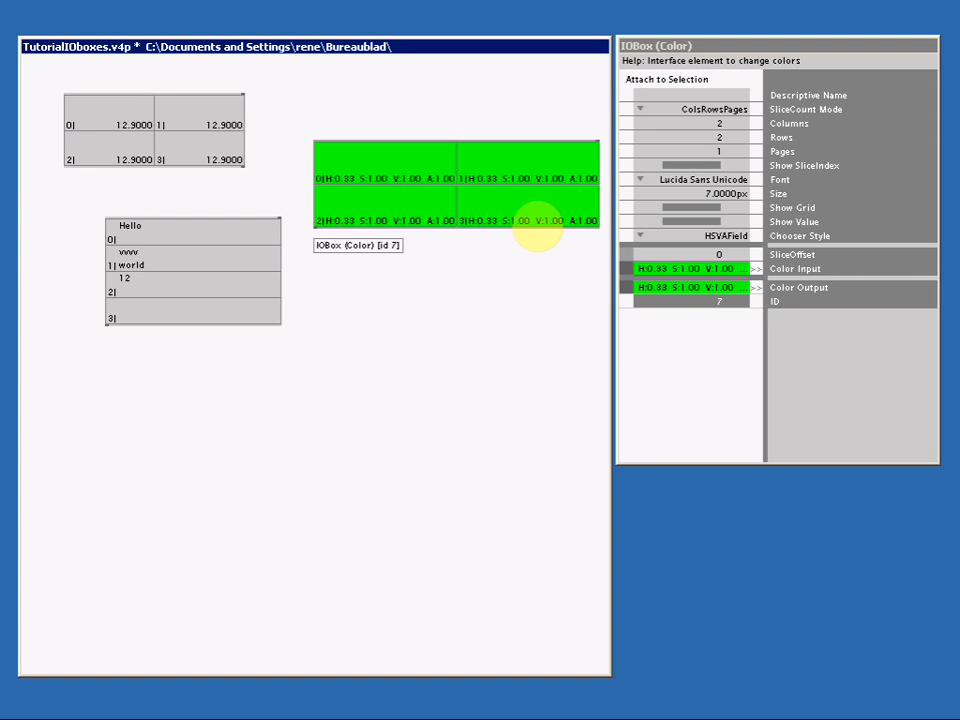 TutorialIOboxes.v4p * C:\Documents and Settings\rene\Bureaublad\
0| 12.9000 1| 12.9000
2| 12.9000 3| 12.9000
Hello
0|
vvvv
1| world
12
2|
3|
0|H:0.33 S:1.00 V:1.00 A:1.00 1|H:0.33 S:1.00 V:1.00 A:1.00
2|H:0.33 S:1.00 V:1.00 A:1.00 3|H:0.33 S:1.00 V:1.00 A:1.00
IOBox (Color) [id 7]
IOBox (Color)
Help: Interface element to change colors
Attach to Selection
Descriptive Name
ColsRowsPages SliceCount Mode
2 Columns
2 Rows
1 Pages
Show SliceIndex
Lucida Sans Unicode Font
7.0000px Size
Show Grid
Show Value
HSVAField Chooser Style
0 SliceOffset
H:0.33 S:1.00 V:1.00 ... >> Color Input
H:0.33 S:1.00 V:1.00 ... >> Color Output
7 ID